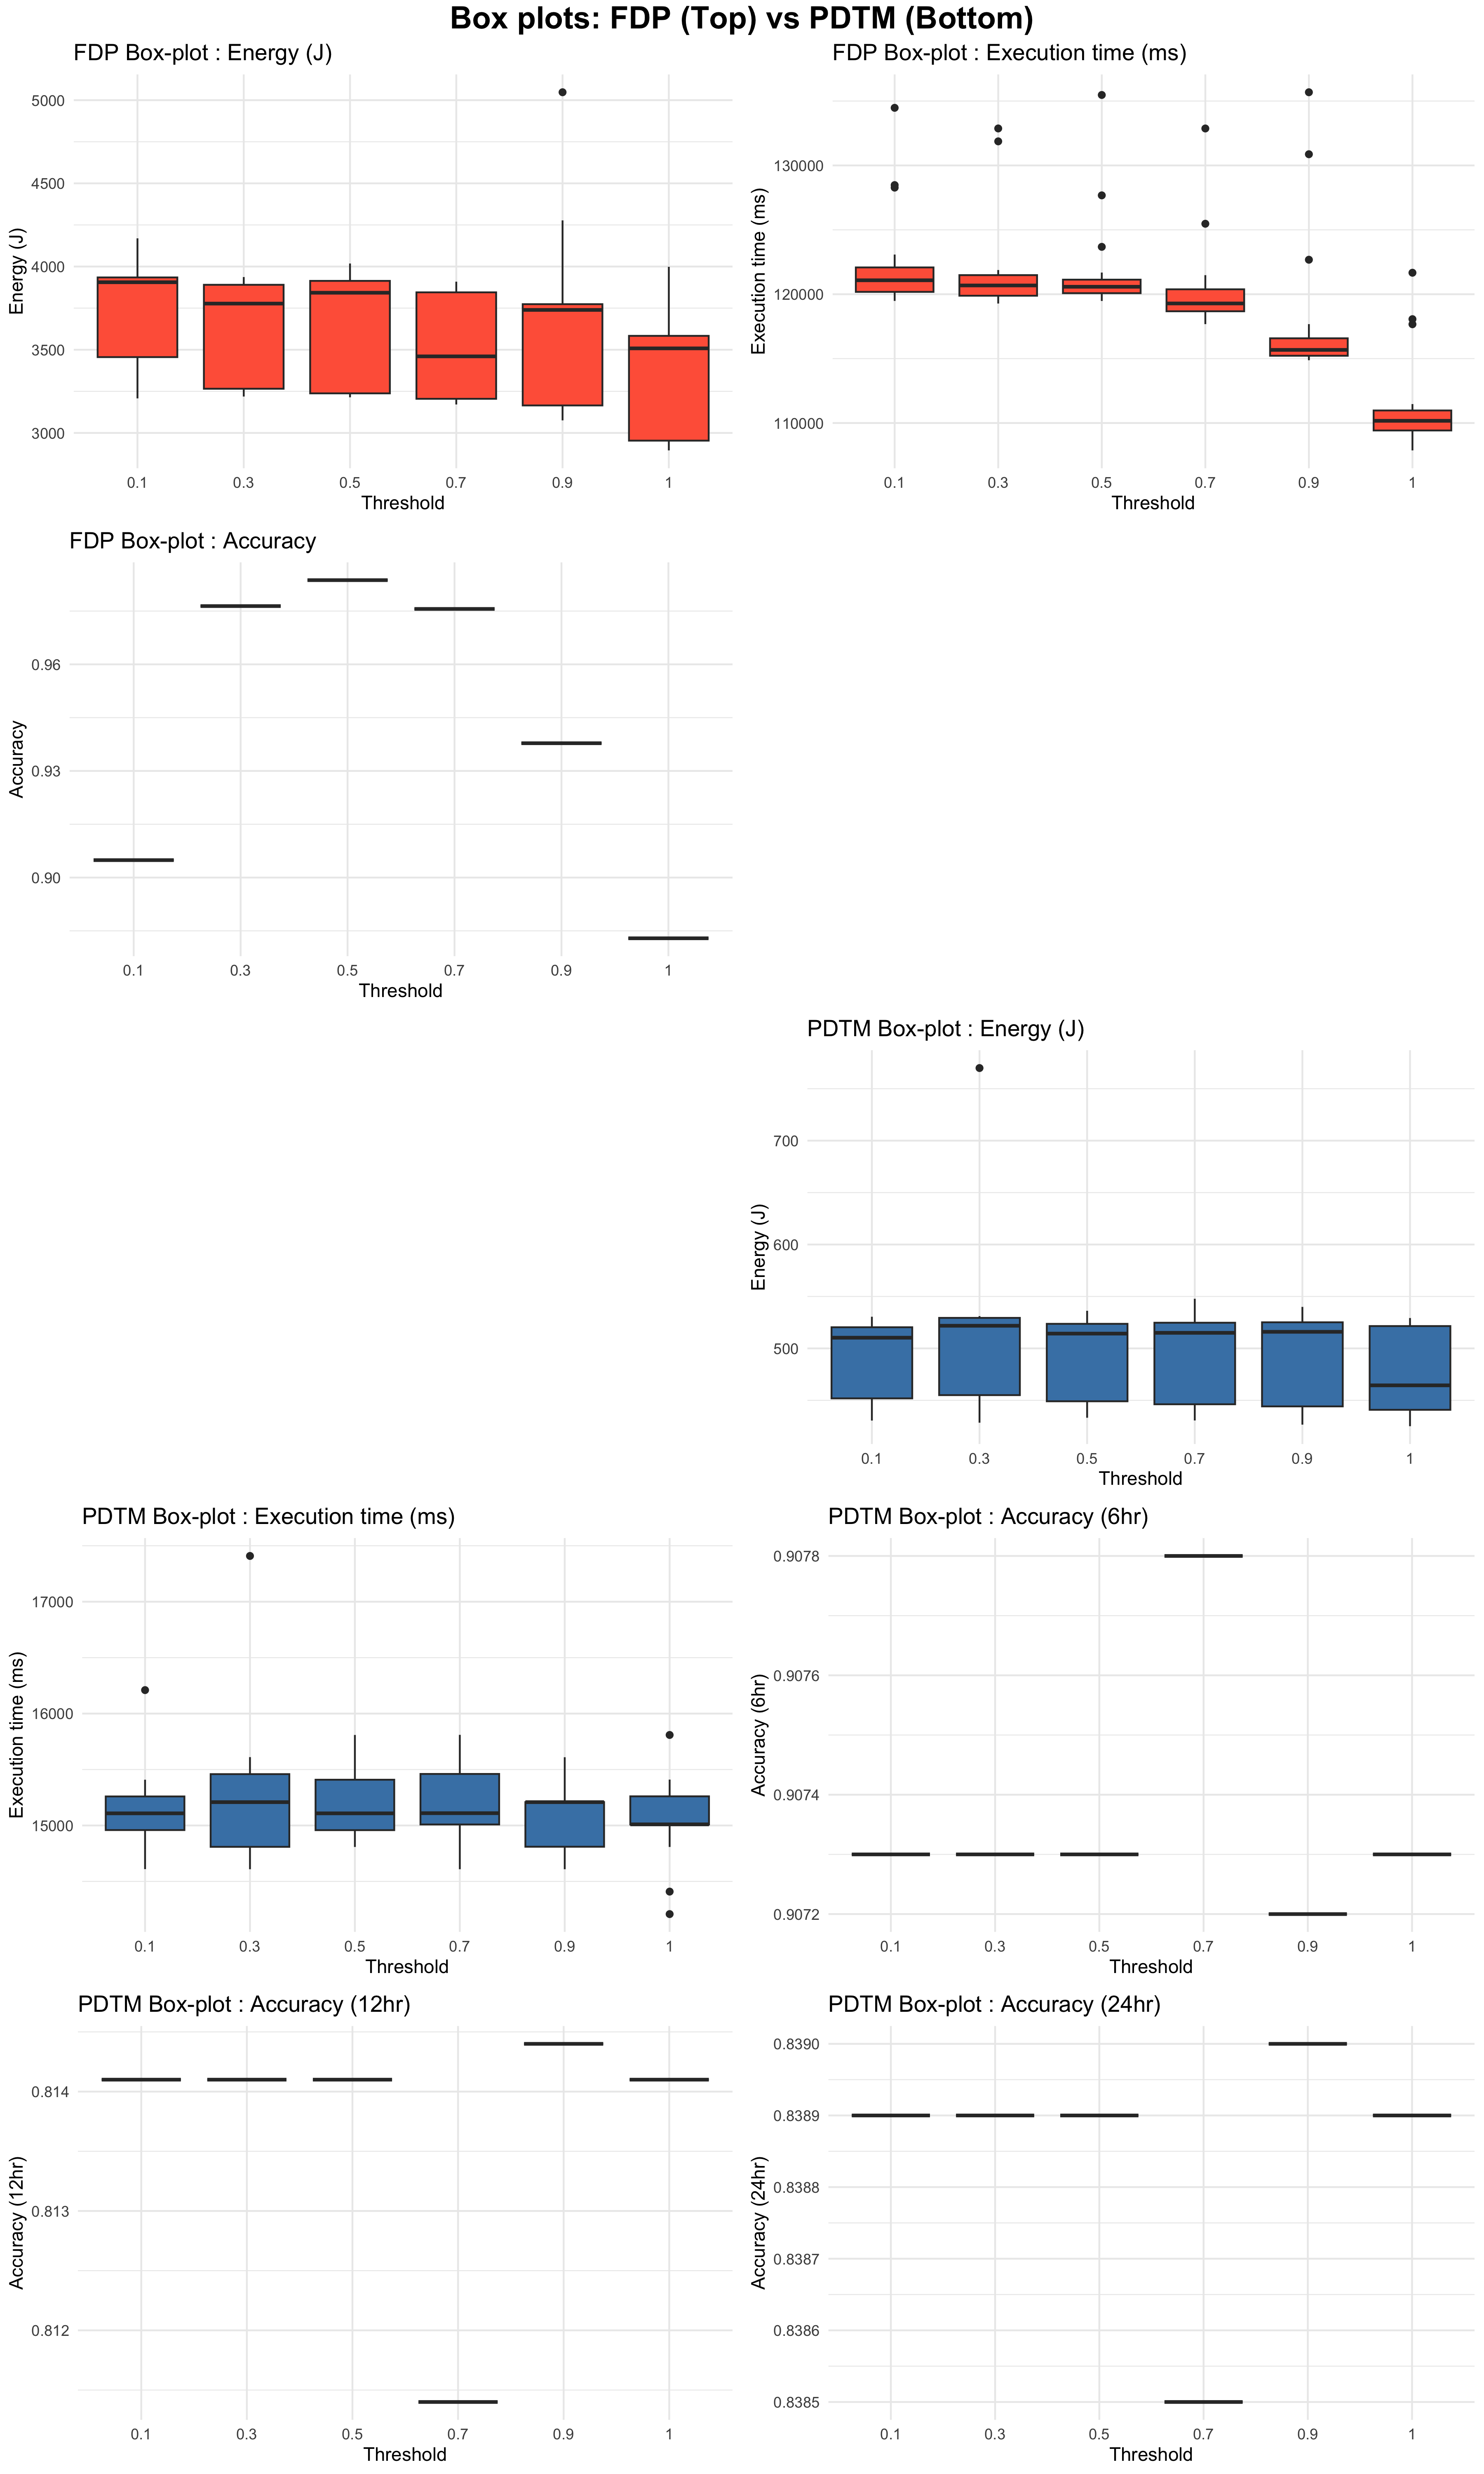 Box plots: FDP (Top) vs PDTM (Bottom)
FDP Box-plot : Energy (J)
Energy (J)
5000
4500
4000
3500
3000
0.1 0.3 0.5 0.7 0.9 1
Threshold
FDP Box-plot : Execution time (ms)
Execution time (ms)
130000
120000
110000
0.1 0.3 0.5 0.7 0.9 1
Threshold
FDP Box-plot : Accuracy
Accuracy
0.96
0.93
0.90
0.1 0.3 0.5 0.7 0.9 1
Threshold
PDTM Box-plot : Energy (J)
Energy (J)
700
600
500
0.1 0.3 0.5 0.7 0.9 1
Threshold
PDTM Box-plot : Execution time (ms)
Execution time (ms)
17000
16000
15000
0.1 0.3 0.5 0.7 0.9 1
Threshold
PDTM Box-plot : Accuracy (6hr)
Accuracy (6hr)
0.9078
0.9076
0.9074
0.9072
0.1 0.3 0.5 0.7 0.9 1
Threshold
PDTM Box-plot : Accuracy (12hr)
Accuracy (12hr)
0.814
0.813
0.812
0.1 0.3 0.5 0.7 0.9 1
Threshold
PDTM Box-plot : Accuracy (24hr)
Accuracy (24hr)
0.8390
0.8389
0.8388
0.8387
0.8386
0.8385
0.1 0.3 0.5 0.7 0.9 1
Threshold